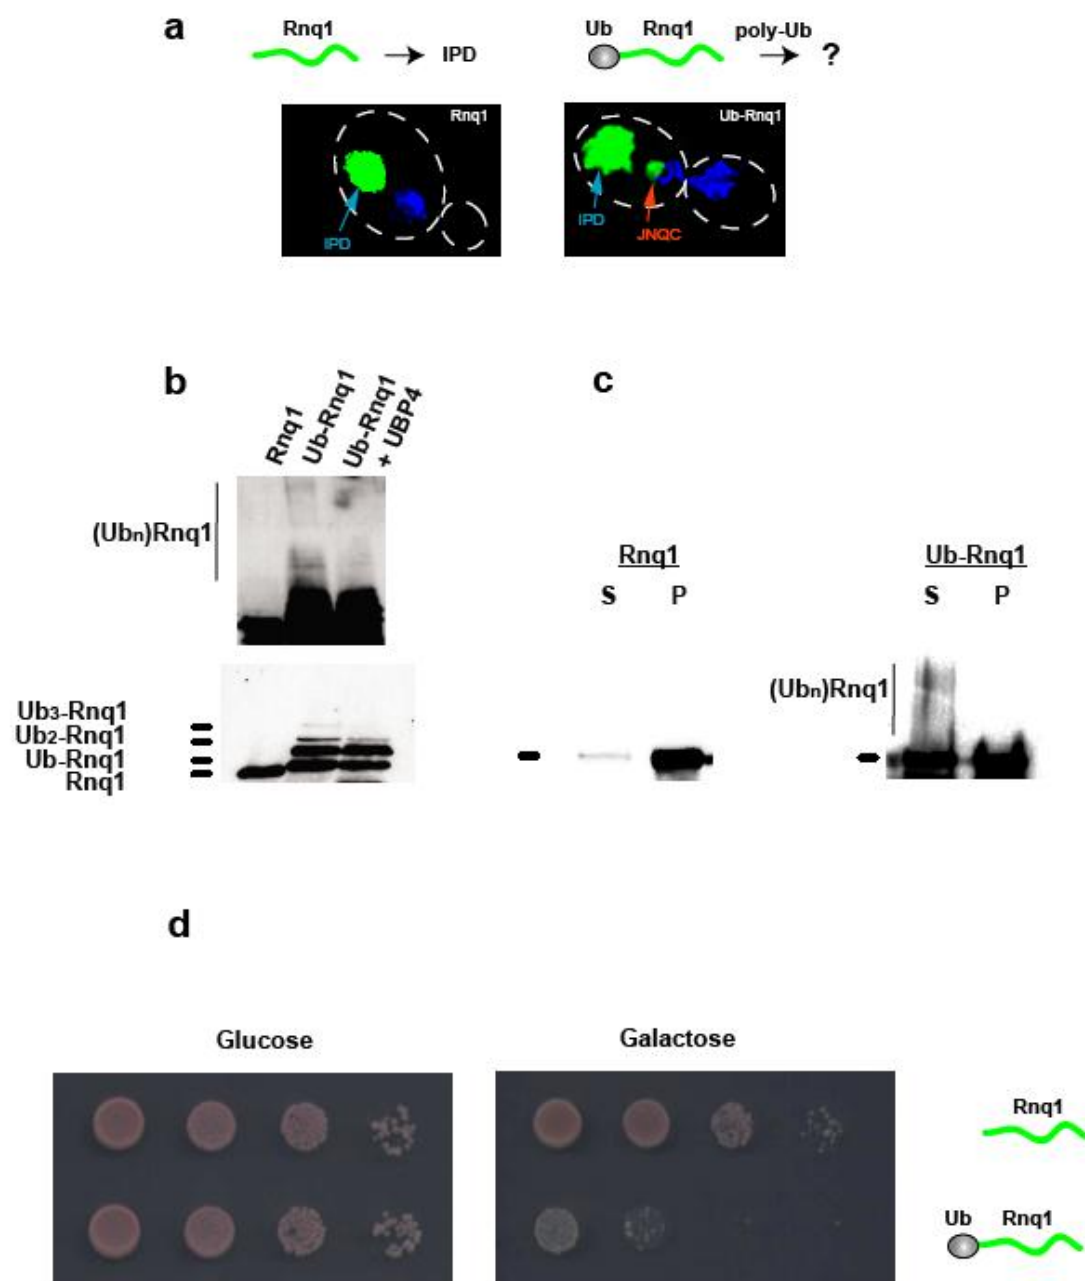 a
Rnq1
IPD
Ub
Rnq1
poly-Ub
?
Rnq1
IPD
Ub-Rnq1
IPD
JNQC
b
Rnq1
Ub-Rnq1
Ub-Rnq1
+ UBP4
(Ubn)Rnq1
Ub3-Rnq1
Ub2-Rnq1
Ub-Rnq1
Rnq1
c
Rnq1
S P
Ub-Rnq1
S P
(Ubn)Rnq1
d
Glucose
Galactose
Rnq1
Ub
Rnq1